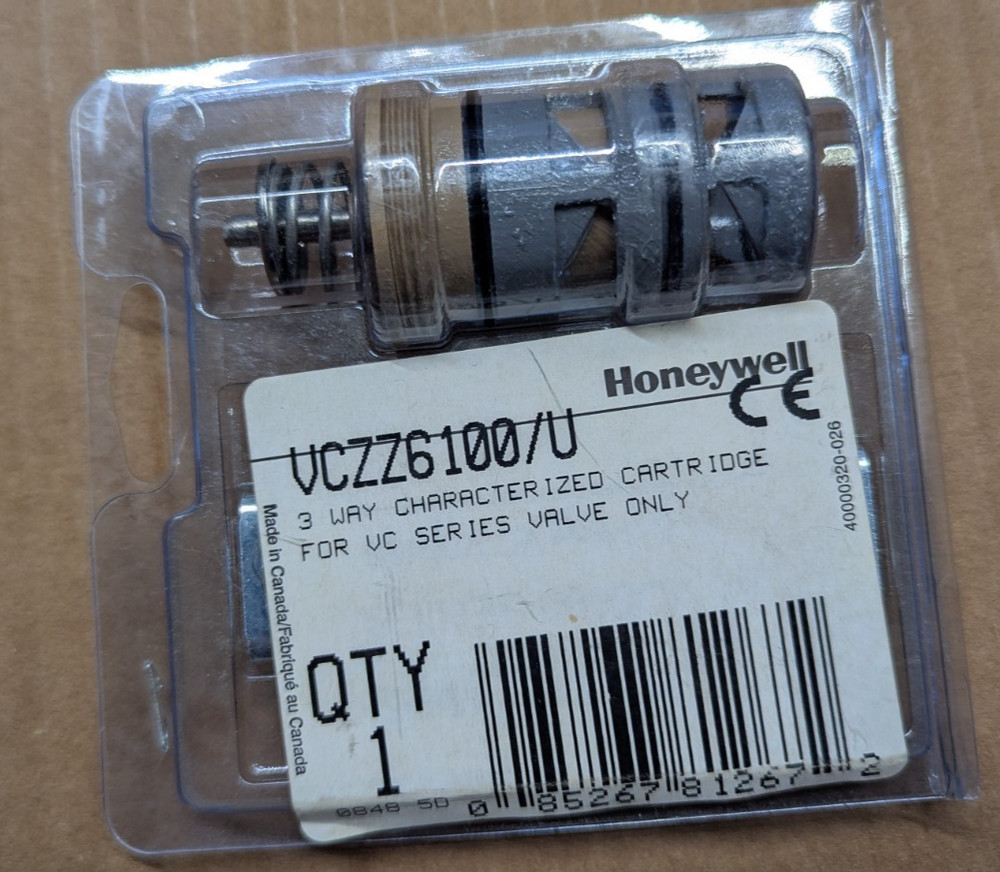 Honeywell
CE
VCZZ6100/U
3 WAY CHARACTERIZED CARTRIDGE
FOR VC SERIES VALVE ONLY
40000320-026
Made in Canada/Fabriqué au Canada
QTY
1
0848 5D
0 85267 81267 2